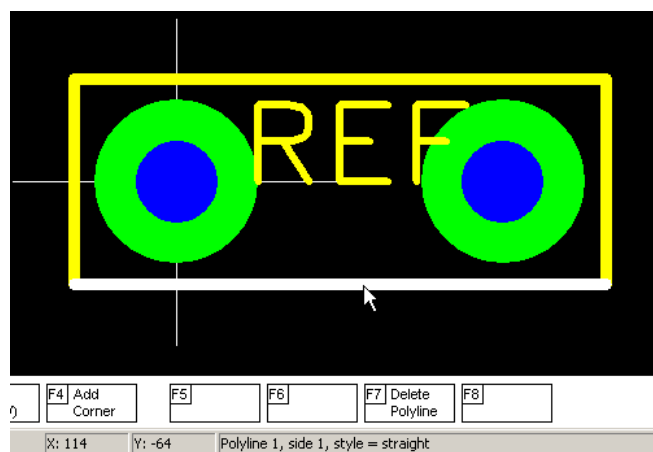 REF
F4 Add
Corner
F5
F6
F7 Delete
Polyline
F8
X: 114
Y: -64
Polyline 1, side 1, style = straight